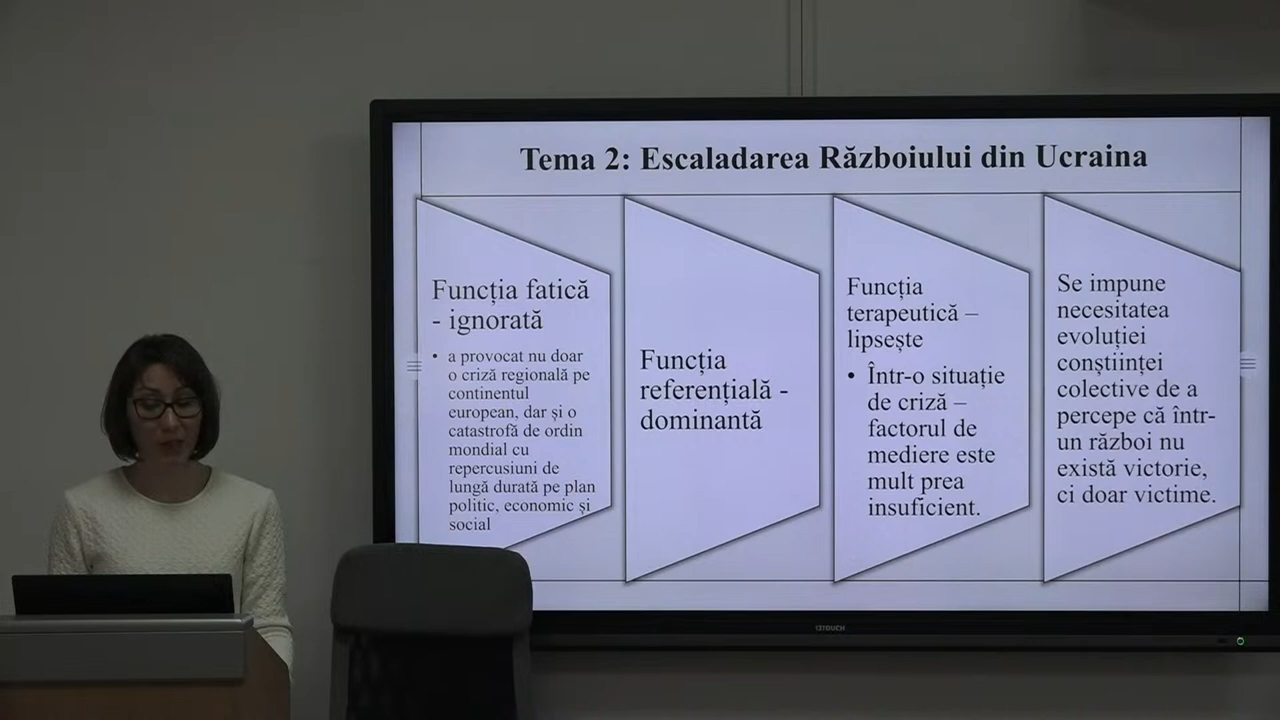 Tema 2: Escaladarea Războiului din Ucraina
Funcția fatică
- ignorată
• a provocat nu doar
o criză regională pe
continentul
european, dar și o
catastrofă de ordin
mondial cu
repercusiuni de
lungă durată pe plan
politic, economic și
social
Funcția
referențială -
dominantă
Funcția
terapeutică –
lipsește
• Într-o situație
de criză –
factorul de
mediere este
mult prea
insuficient.
Se impune
necesitatea
evoluției
conștiinței
colective de a
percepe că într-
un război nu
există victorie,
ci doar victime.